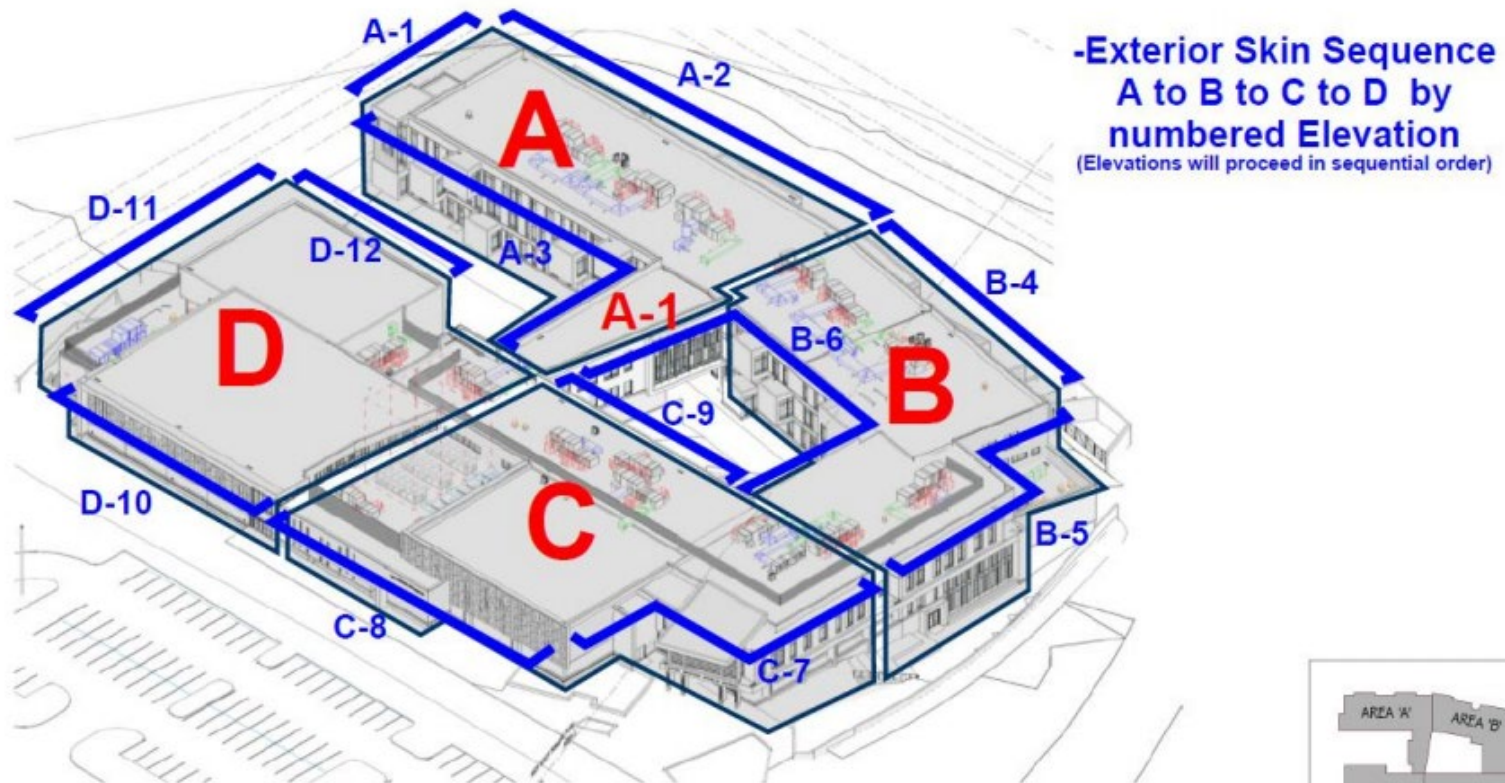 -Exterior Skin Sequence
A to B to C to D by
numbered Elevation
(Elevations will proceed in sequential order)
A-1
A-2
A
D-11
D-12
A-3
B-4
A-1
B-6
D
B
C-9
D-10
C
B-5
C-8
C-7
AREA 'A'
AREA 'B'